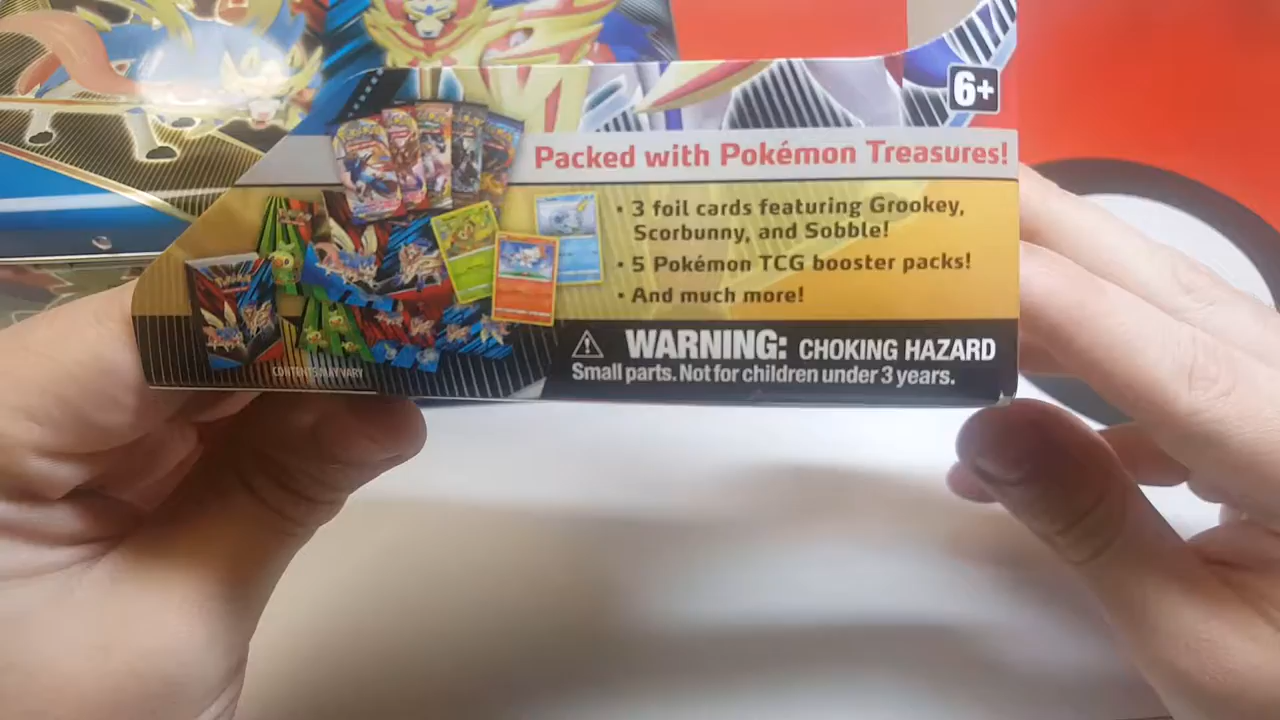 6+
Packed with Pokémon Treasures!
• 3 foil cards featuring Grookey,
Scorbunny, and Sobble!
• 5 Pokémon TCG booster packs!
• And much more!
WARNING: CHOKING HAZARD
Small parts. Not for children under 3 years.
CONTENTS MAY VARY